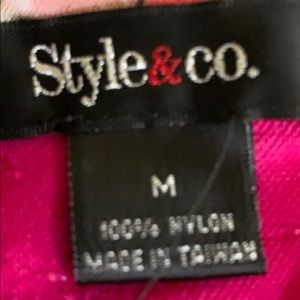 Style&co.
M
100% NYLON
MADE IN TAIWAN